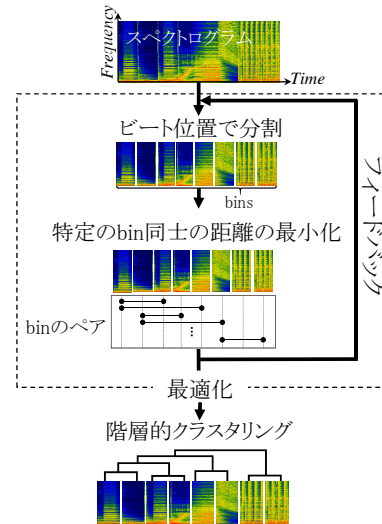 Frequency
スペクトログラム
Time
ビート位置で分割
bins
特定のbin同士の距離の最小化
binのペア
⋮
フィードバック
最適化
階層的クラスタリング